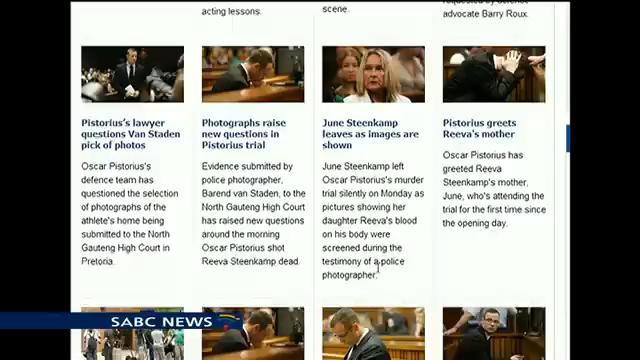 acting lessons.
scene.
advocate Barry Roux.
Pistorius's lawyer
questions Van Staden
pick of photos
Oscar Pistorius's
defence team has
questioned the selection
of photographs of the
athlete's home being
submitted to the North
Gauteng High Court in
Pretoria.
Photographs raise
new questions in
Pistorius trial
Evidence submitted by
police photographer,
Barend van Staden, to the
North Gauteng High Court
has raised new questions
around the morning
Oscar Pistorius shot
Reeva Steenkamp dead.
June Steenkamp
leaves as images are
shown
June Steenkamp left
Oscar Pistorius's murder
trial silently on Monday as
pictures showing her
daughter Reeva's blood
on his body were
screened during the
testimony of a police
photographer.
Pistorius greets
Reeva's mother
Oscar Pistorius has
greeted Reeva
Steenkamp's mother,
June, who's attending the
trial for the first time since
the opening day.
SABC NEWS